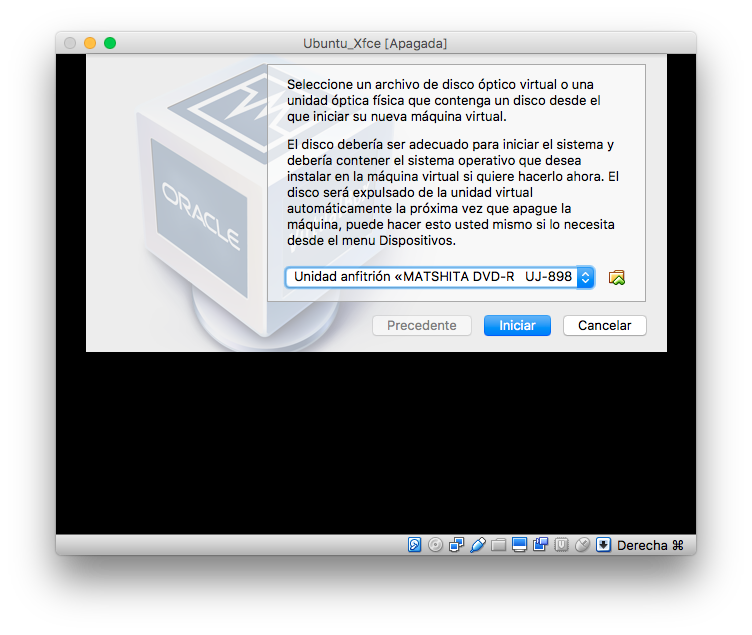 Ubuntu_Xfce [Apagada]
Seleccione un archivo de disco óptico virtual o una
unidad óptica física que contenga un disco desde el
que iniciar su nueva máquina virtual.
El disco debería ser adecuado para iniciar el sistema y
debería contener el sistema operativo que desea
instalar en la máquina virtual si quiere hacerlo ahora. El
disco será expulsado de la unidad virtual
automáticamente la próxima vez que apague la
máquina, puede hacer esto usted mismo si lo necesita
desde el menu Dispositivos.
ORACLE
Unidad anfitrión «MATSHITA DVD-R   UJ-898
Precedente
Iniciar
Cancelar
Derecha ⌘